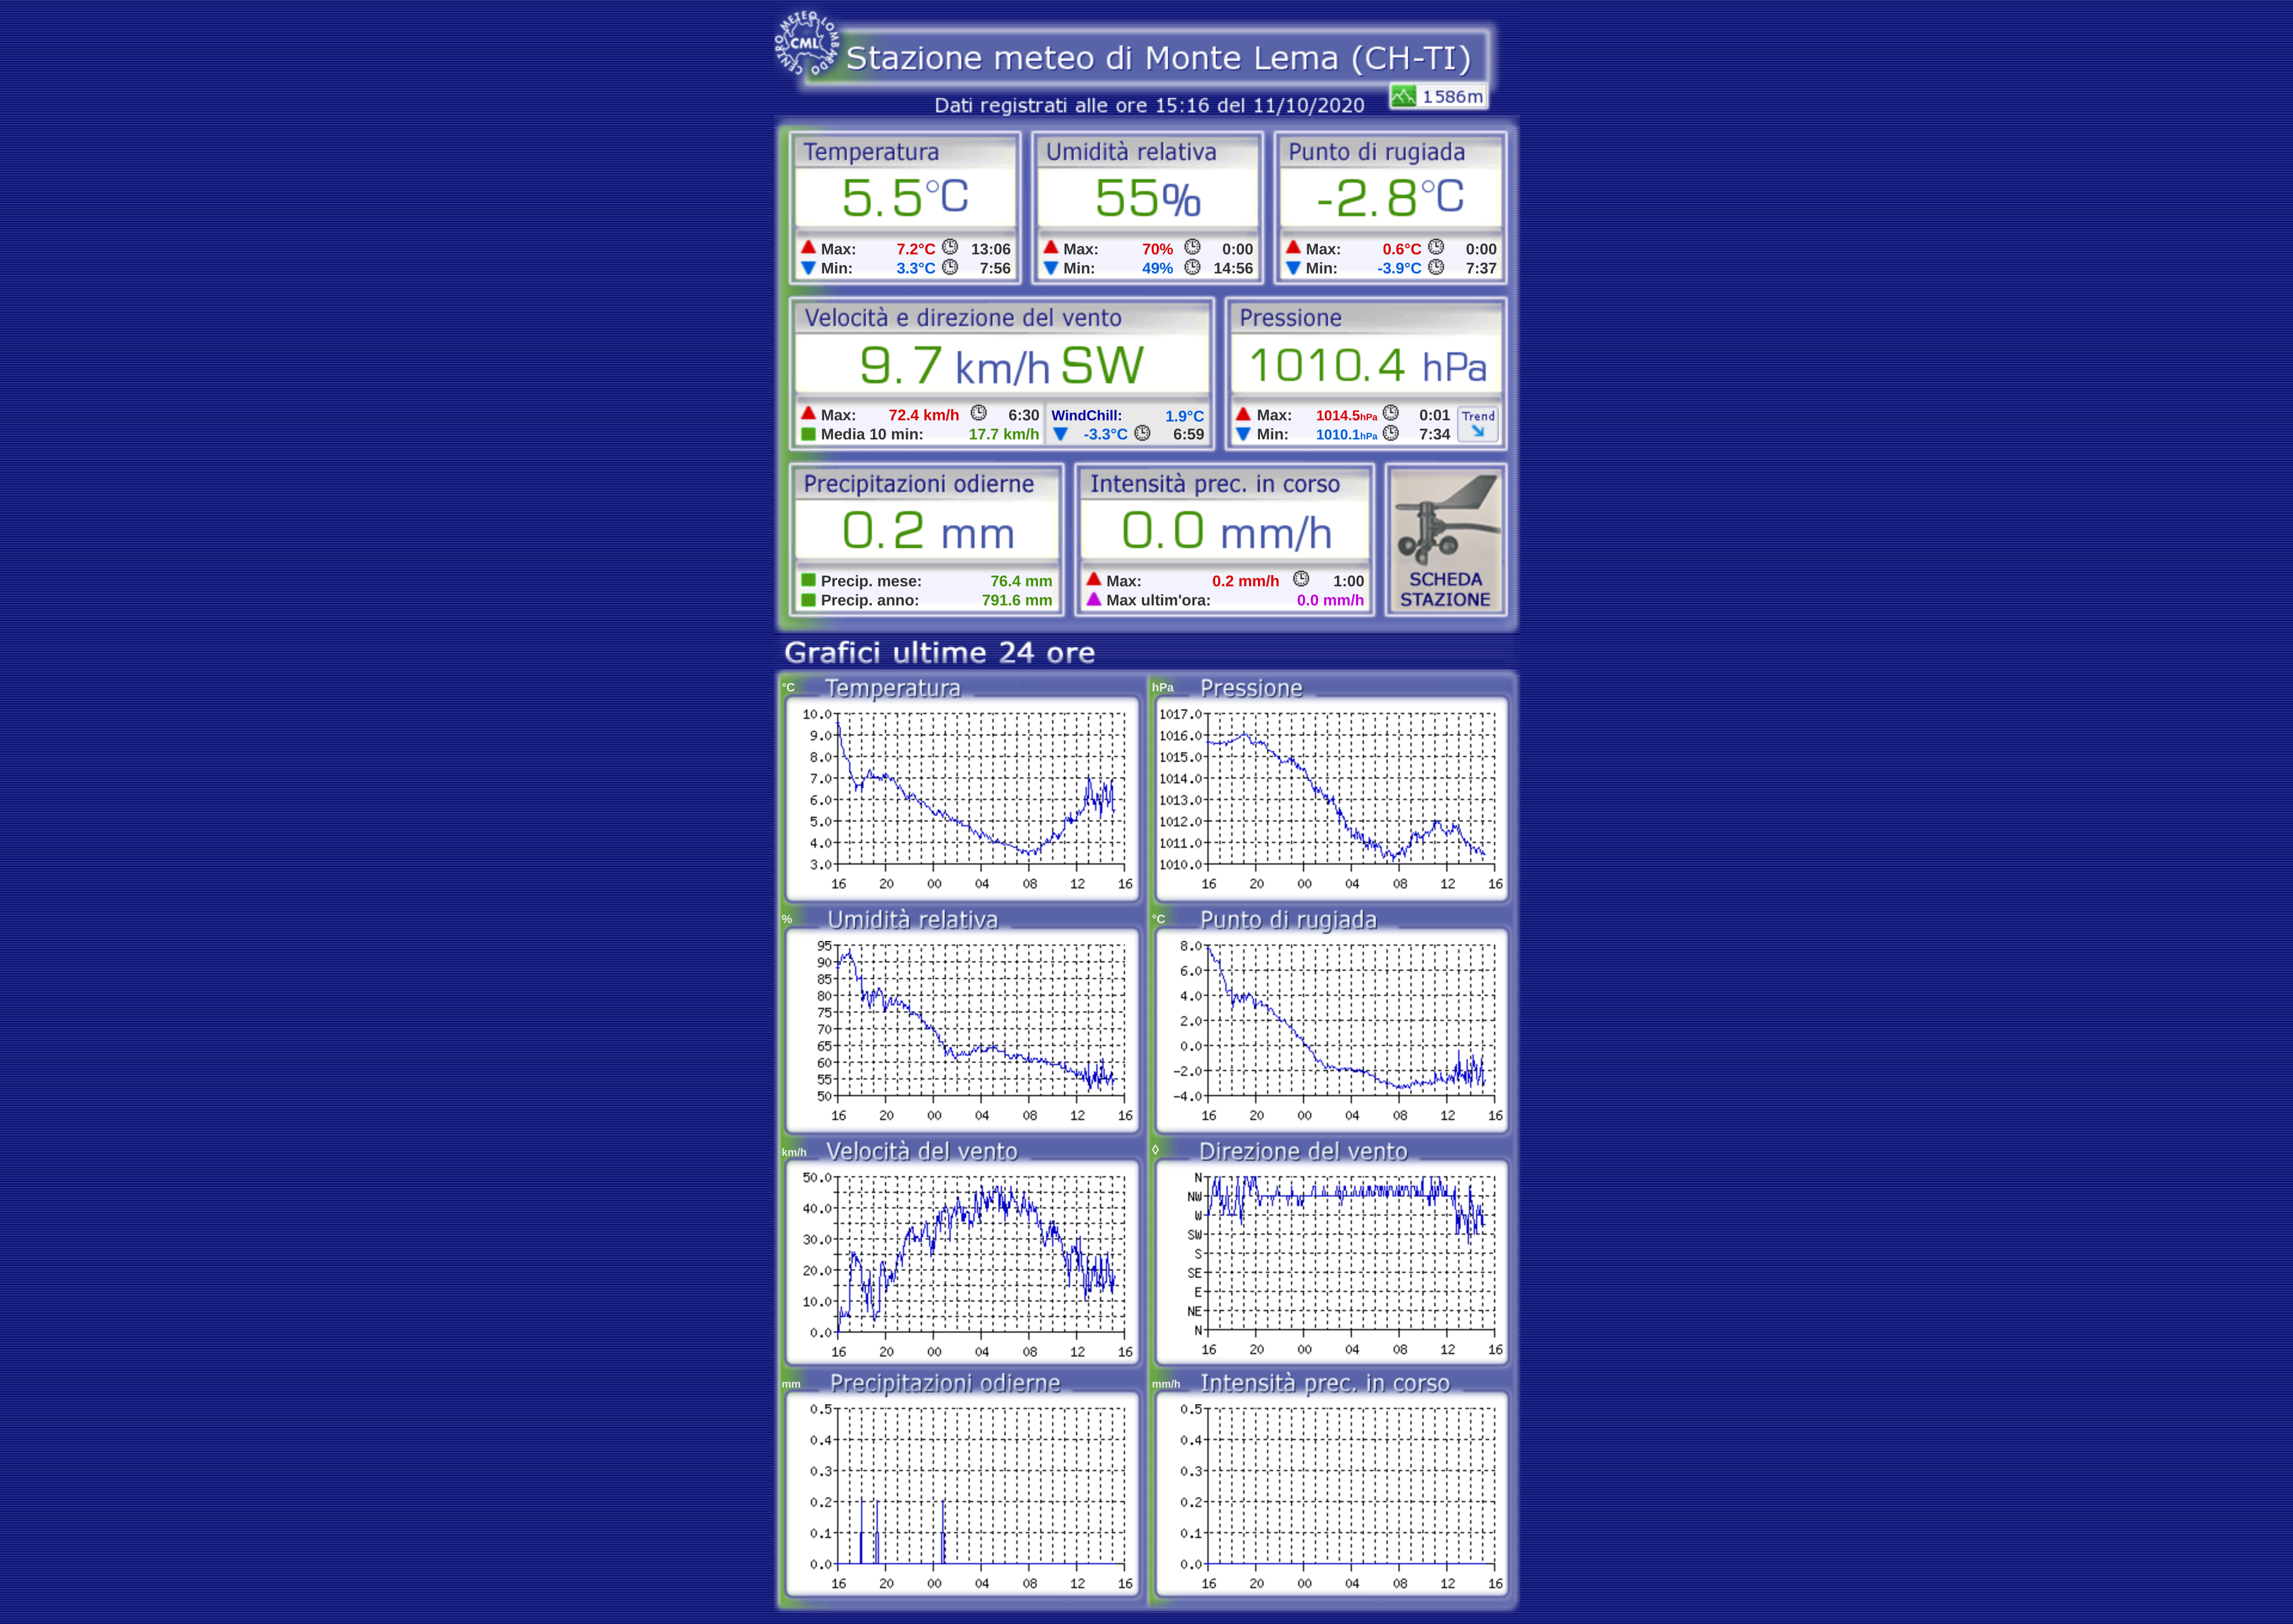 CENTRO METEO LOMBARDO
CML
Stazione meteo di Monte Lema (CH-TI)
Dati registrati alle ore 15:16 del 11/10/2020
1586m
Temperatura
5.5°C
Max: 7.2°C 13:06
Min: 3.3°C 7:56
Umidità relativa
55%
Max: 70% 0:00
Min: 49% 14:56
Punto di rugiada
-2.8°C
Max: 0.6°C 0:00
Min: -3.9°C 7:37
Velocità e direzione del vento
9.7 km/h SW
Max: 72.4 km/h 6:30
Media 10 min: 17.7 km/h
WindChill: 1.9°C
-3.3°C 6:59
Pressione
1010.4 hPa
Max: 1014.5hPa 0:01
Min: 1010.1hPa 7:34
Trend
Precipitazioni odierne
0.2 mm
Precip. mese: 76.4 mm
Precip. anno: 791.6 mm
Intensità prec. in corso
0.0 mm/h
Max: 0.2 mm/h 1:00
Max ultim'ora: 0.0 mm/h
SCHEDA
STAZIONE
Grafici ultime 24 ore
°C Temperatura
10.0
9.0
8.0
7.0
6.0
5.0
4.0
3.0
16 20 00 04 08 12 16
hPa Pressione
1017.0
1016.0
1015.0
1014.0
1013.0
1012.0
1011.0
1010.0
16 20 00 04 08 12 16
% Umidità relativa
95
90
85
80
75
70
65
60
55
50
16 20 00 04 08 12 16
°C Punto di rugiada
8.0
6.0
4.0
2.0
0.0
-2.0
-4.0
16 20 00 04 08 12 16
km/h Velocità del vento
50.0
40.0
30.0
20.0
10.0
0.0
16 20 00 04 08 12 16
◊ Direzione del vento
N
NW
W
SW
S
SE
E
NE
N
16 20 00 04 08 12 16
mm Precipitazioni odierne
0.5
0.4
0.3
0.2
0.1
0.0
16 20 00 04 08 12 16
mm/h Intensità prec. in corso
0.5
0.4
0.3
0.2
0.1
0.0
16 20 00 04 08 12 16